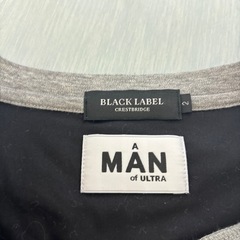 BLACK LABEL
CRESTBRIDGE
2
A
MAN
of ULTRA